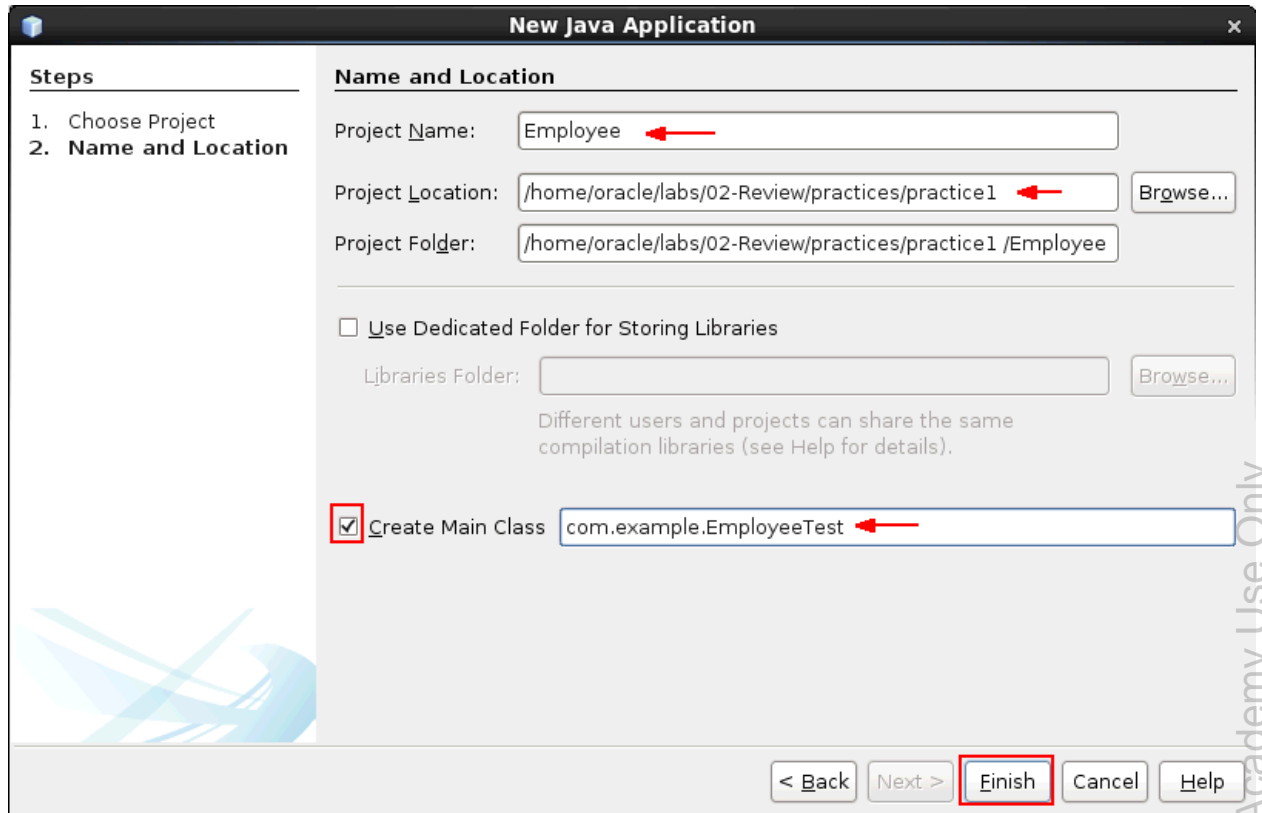 New Java Application
Steps
1. Choose Project
2. Name and Location
Name and Location
Project Name: Employee
Project Location: /home/oracle/labs/02-Review/practices/practice1 Browse...
Project Folder: /home/oracle/labs/02-Review/practices/practice1 /Employee
Use Dedicated Folder for Storing Libraries
Libraries Folder: Browse...
Different users and projects can share the same
compilation libraries (see Help for details).
Create Main Class com.example.EmployeeTest
< Back Next > Finish Cancel Help
Academy Use Only